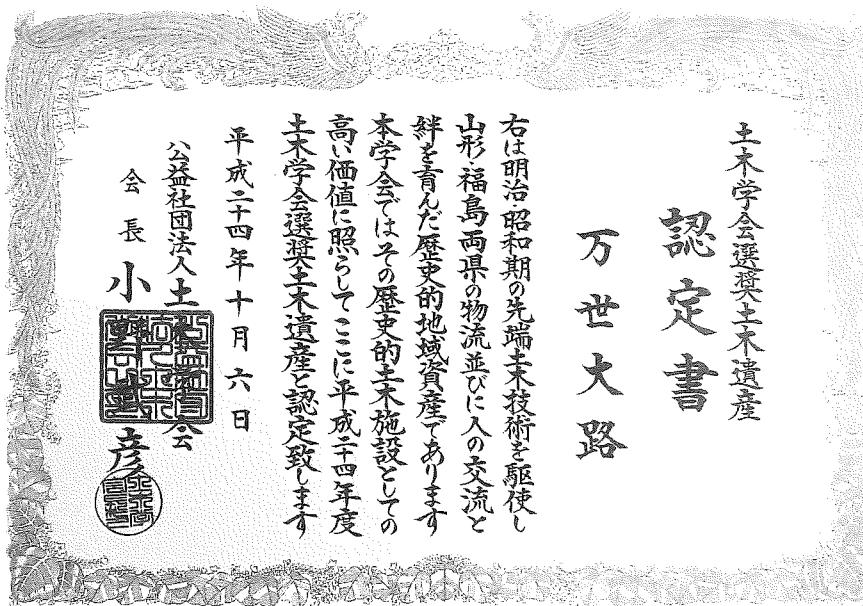 土木学会選奨土木遺産
認定書
万世大路
右は明治・昭和期の先端土木技術を駆使し
山形・福島両県の物流並びに人の交流と
絆を育んだ歴史的地域資産であります
本学会ではその歴史的土木施設としての
高い価値に照らしてここに平成二十四年度
土木学会選奨土木遺産と認定致します
平成二十四年十月六日
公益社団法人土 会
会長 小 彦